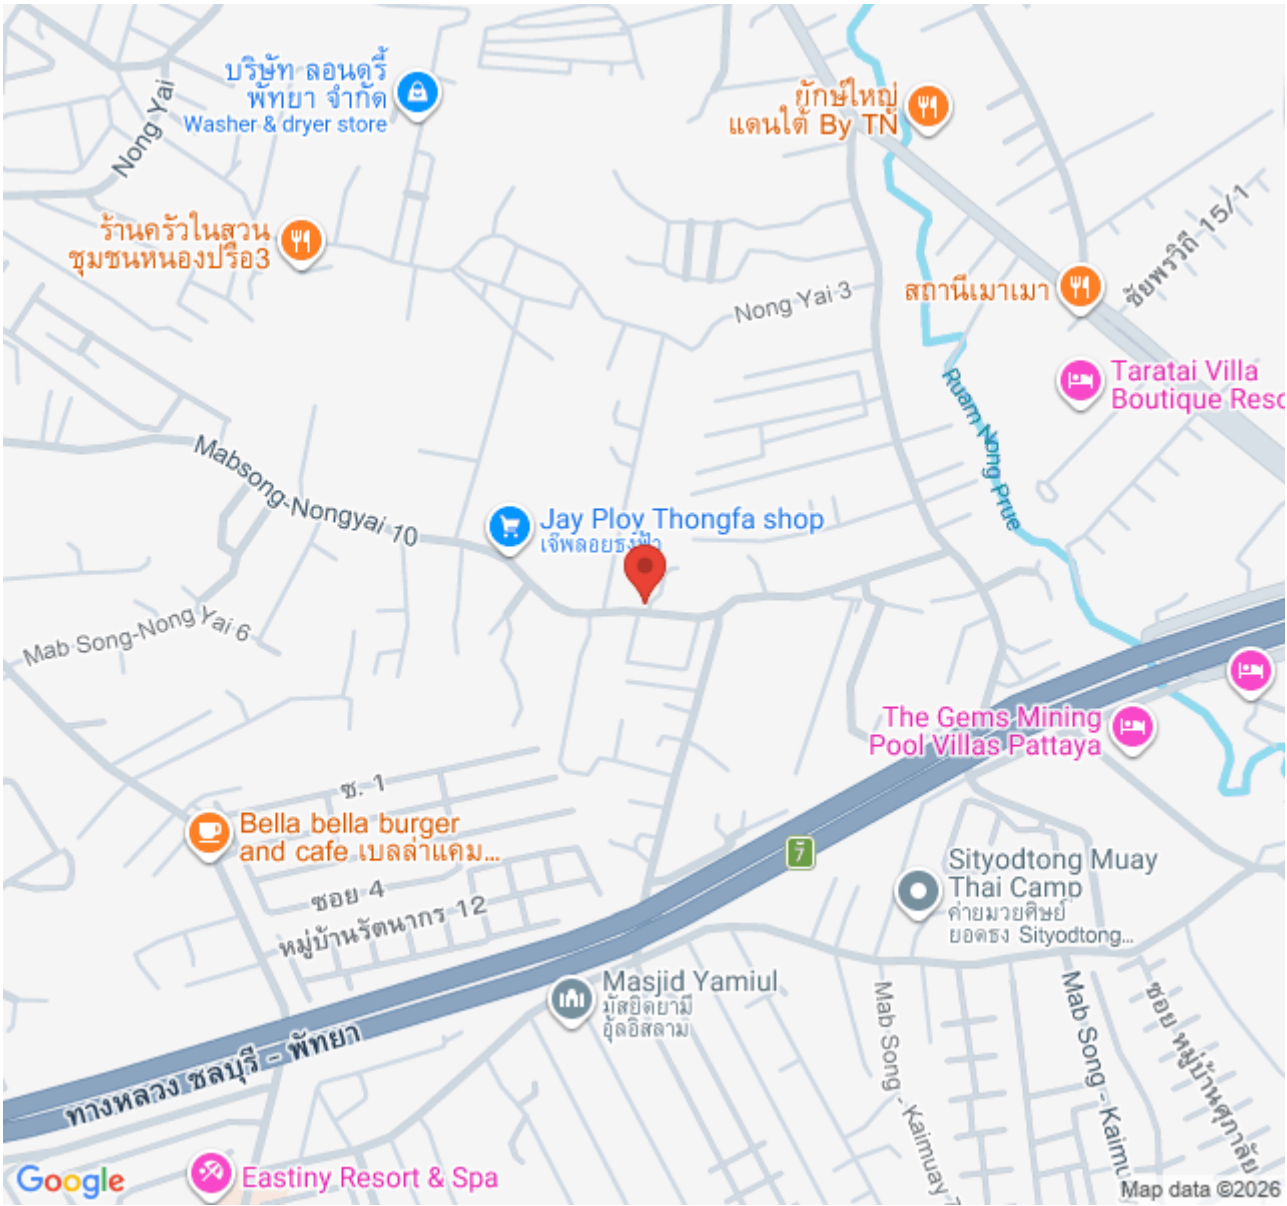 บริษัท ลอนดรี้
พัทยา จำกัด
Washer & dryer store
Nong Yai
ยักษ์ใหญ่
แดนใต้ By TN
ร้านครัวในสวน
ชุมชนหนองปรือ3
ชัยพรวิถี 15/1
Nong Yai 3
สถานีเมาเมา
Taratai Villa
Boutique Reso
Ruam Nong Prue
Mabsong-Nongyai 10
Jay Ploy Thongfa shop
เจ๊พลอยธงฟ้า
Mab Song-Nong Yai 6
The Gems Mining
Pool Villas Pattaya
ซ. 1
Bella bella burger
and cafe เบลล่าแคม...
7
ซอย 4
หมู่บ้านรัตนากร 12
Sityodtong Muay
Thai Camp
ค่ายมวยศิษย์
ยอดธง Sityodtong...
Masjid Yamiul
มัสยิดยามี
อุ้ลอิสลาม
Mab Song - Kaimuay 7
Mab Song - Kaimu
ซอย หมู่บ้านศุภาลัย
ทางหลวง ชลบุรี - พัทยา
Eastiny Resort & Spa
Google
Map data ©2026